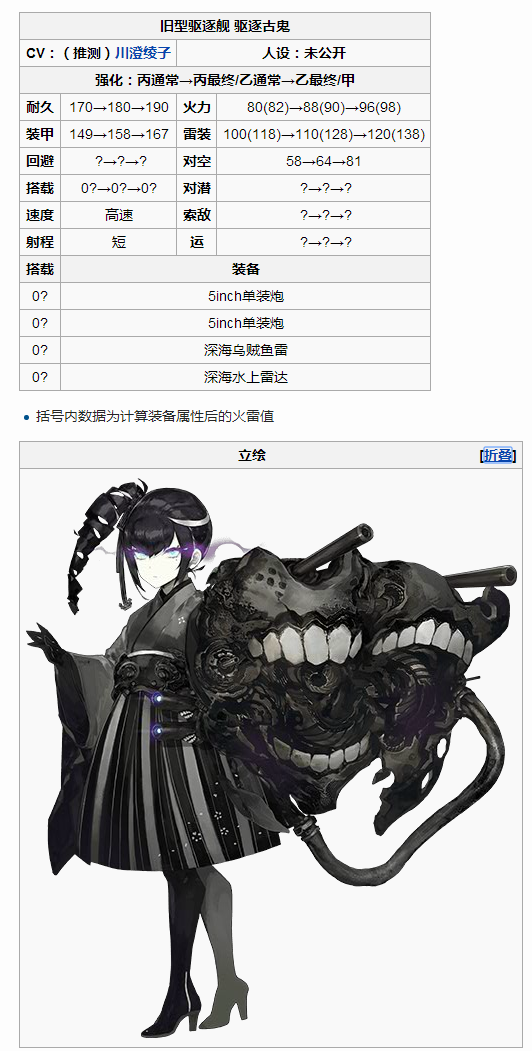 旧型驱逐舰 驱逐古鬼
CV：（推测）川澄绫子 人设：未公开
强化：丙通常→丙最终/乙通常→乙最终/甲
耐久 170→180→190 火力 80(82)→88(90)→96(98)
装甲 149→158→167 雷装 100(118)→110(128)→120(138)
回避 ?→?→? 对空 58→64→81
搭载 0?→0?→0? 对潜 ?→?→?
速度 高速 索敌 ?→?→?
射程 短 运 ?→?→?
搭载 装备
0? 5inch单装炮
0? 5inch单装炮
0? 深海乌贼鱼雷
0? 深海水上雷达
• 括号内数据为计算装备属性后的火雷值
立绘 [折叠]